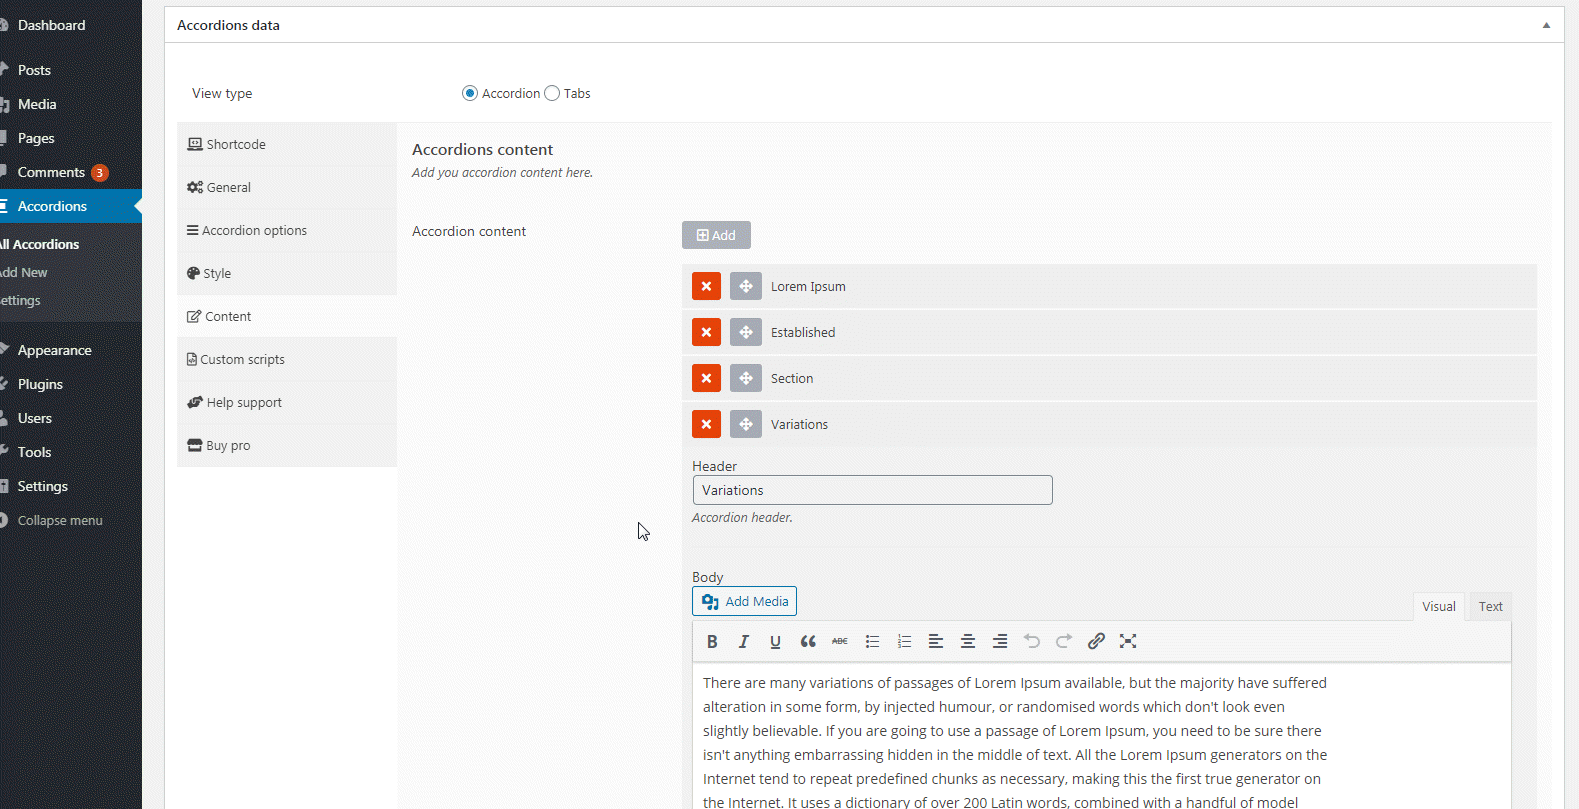 Dashboard
Posts
Media
Pages
Comments 3
Accordions
All Accordions
Add New
Settings
Appearance
Plugins
Users
Tools
Settings
Collapse menu
Accordions data
View type
Accordion Tabs
Shortcode
General
Accordion options
Style
Content
Custom scripts
Help support
Buy pro
Accordions content
Add you accordion content here.
Accordion content
Add
Lorem Ipsum
Established
Section
Variations
Header
Variations
Accordion header.
Body
Add Media
Visual Text
B I U ABC
There are many variations of passages of Lorem Ipsum available, but the majority have suffered
alteration in some form, by injected humour, or randomised words which don't look even
slightly believable. If you are going to use a passage of Lorem Ipsum, you need to be sure there
isn't anything embarrassing hidden in the middle of text. All the Lorem Ipsum generators on the
Internet tend to repeat predefined chunks as necessary, making this the first true generator on
the Internet. It uses a dictionary of over 200 Latin words, combined with a handful of model